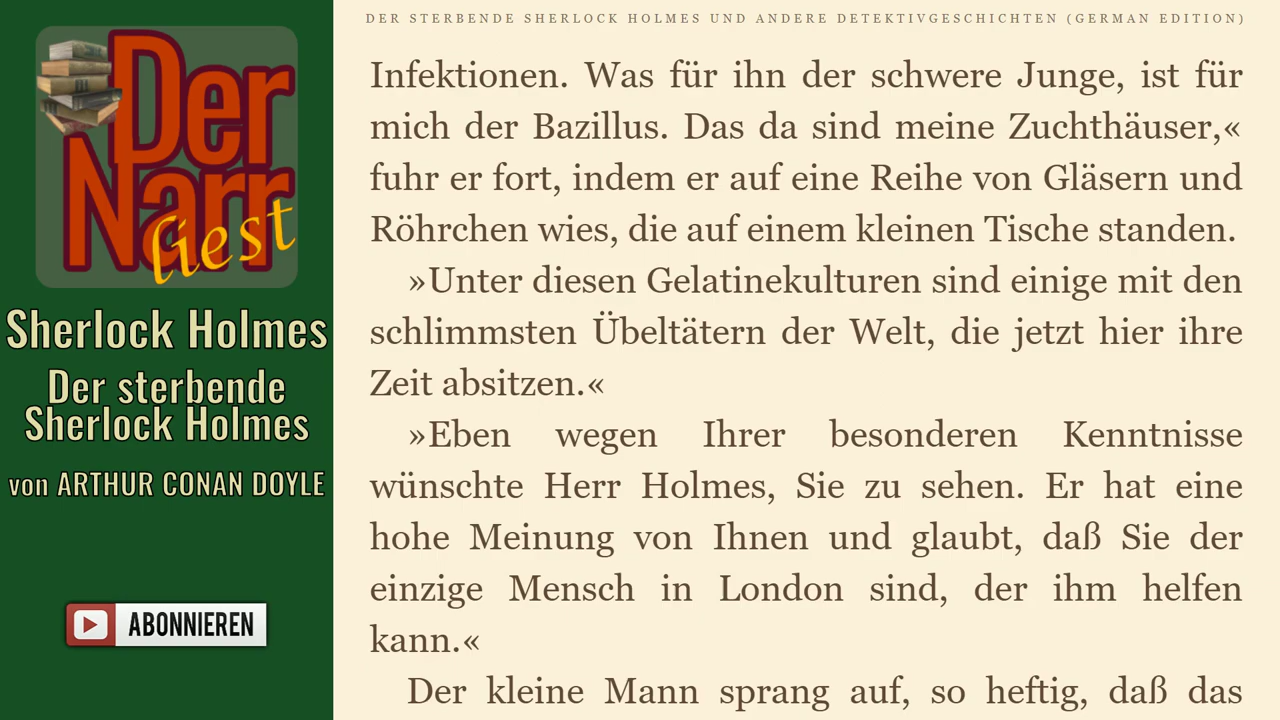 Der
Narr
liest
Sherlock Holmes
Der sterbende
Sherlock Holmes
von ARTHUR CONAN DOYLE
ABONNIEREN
DER STERBENDE SHERLOCK HOLMES UND ANDERE DETEKTIVGESCHICHTEN (GERMAN EDITION)
Infektionen. Was für ihn der schwere Junge, ist für
mich der Bazillus. Das da sind meine Zuchthäuser,«
fuhr er fort, indem er auf eine Reihe von Gläsern und
Röhrchen wies, die auf einem kleinen Tische standen.
»Unter diesen Gelatinekulturen sind einige mit den
schlimmsten Übeltätern der Welt, die jetzt hier ihre
Zeit absitzen.«
»Eben wegen Ihrer besonderen Kenntnisse
wünschte Herr Holmes, Sie zu sehen. Er hat eine
hohe Meinung von Ihnen und glaubt, daß Sie der
einzige Mensch in London sind, der ihm helfen
kann.«
Der kleine Mann sprang auf, so heftig, daß das